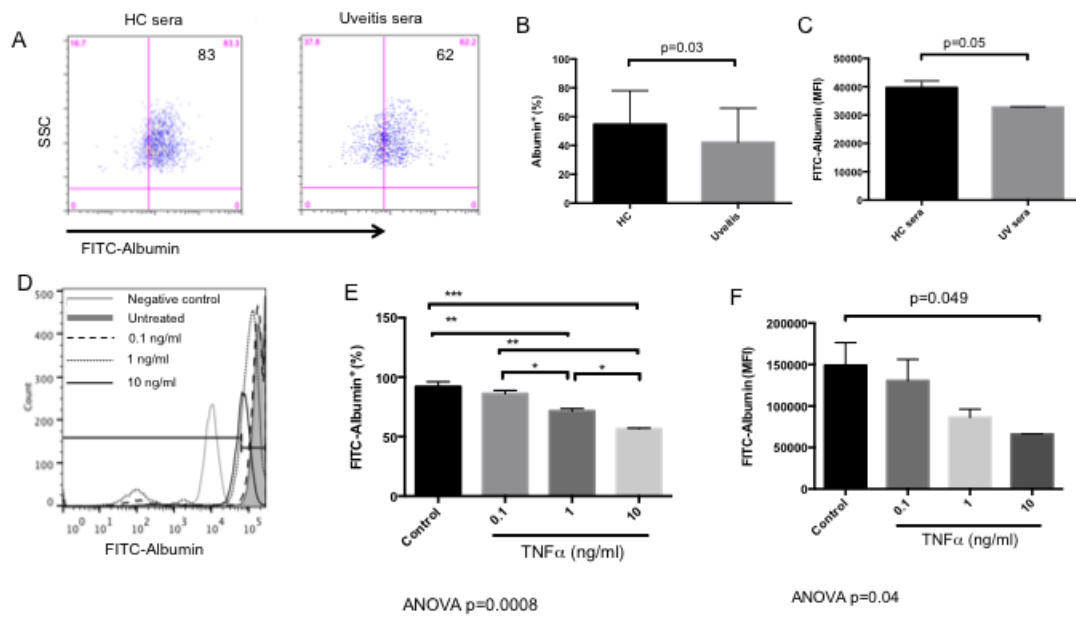 A
HC sera
Uveitis sera
16.7
83.3
83
37.8
62.2
62
SSC
0
0
0
0
FITC-Albumin
B
p=0.03
Albumin⁺ (%)
100
80
60
40
20
0
HC
Uveitis
C
p=0.05
FITC-Albumin (MFI)
50000
40000
30000
20000
10000
0
HC sera
UV sera
D
500
400
300
200
100
0
Count
Negative control
Untreated
0.1 ng/ml
1 ng/ml
10 ng/ml
10⁰ 10¹ 10² 10³ 10⁴ 10⁵
FITC-Albumin
E
***
**
**
*
*
FITC-Albumin⁺ (%)
150
100
50
0
Control
0.1
1
10
TNFα (ng/ml)
ANOVA p=0.0008
F
p=0.049
FITC-Albumin (MFI)
200000
150000
100000
50000
0
Control
0.1
1
10
TNFα (ng/ml)
ANOVA p=0.04